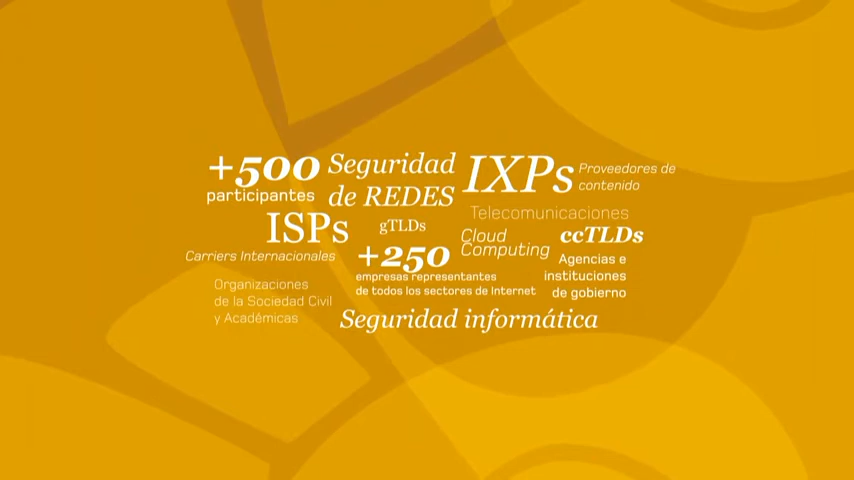 +500
participantes
Seguridad
de REDES
IXPs
Proveedores de
contenido
Telecomunicaciones
ISPs
gTLDs
Cloud
Computing
ccTLDs
Carriers Internacionales
+250
empresas representantes
de todos los sectores de Internet
Agencias e
instituciones
de gobierno
Organizaciones
de la Sociedad Civil
y Académicas
Seguridad informática